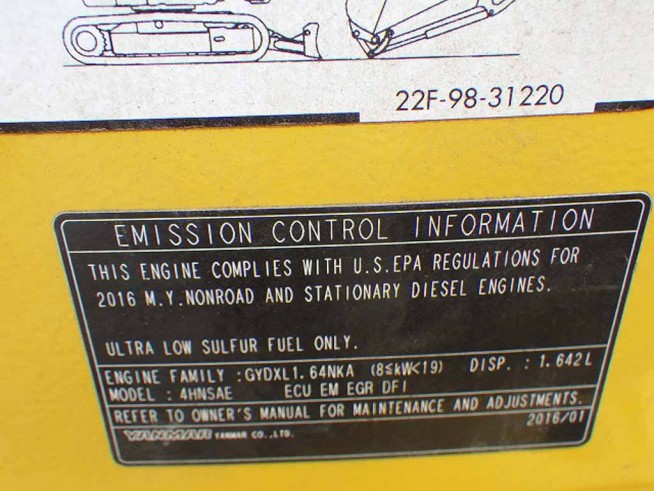 22F-98-31220
EMISSION CONTROL INFORMATION
THIS ENGINE COMPLIES WITH U.S.EPA REGULATIONS FOR
2016 M.Y.NONROAD AND STATIONARY DIESEL ENGINES.
ULTRA LOW SULFUR FUEL ONLY.
ENGINE FAMILY :GYDXL1.64NKA (8≤kW<19) DISP. : 1.642L
MODEL : 4HNSAE ECU EM EGR DFI
REFER TO OWNER'S MANUAL FOR MAINTENANCE AND ADJUSTMENTS.
2016/01
YANMAR YANMAR CO.,LTD.